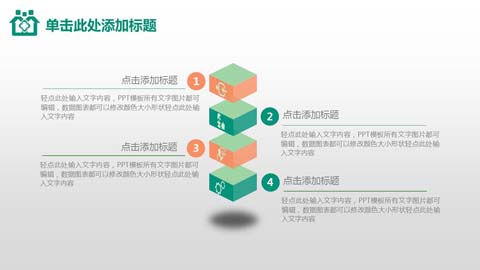 单击此处添加标题
点击添加标题
1
轻点此处输入文字内容，PPT模板所有文字图片都可
编辑，数据图表都可以修改颜色大小形状轻点此处输
入文字内容
2
点击添加标题
轻点此处输入文字内容，PPT模板所有文字图片都可
编辑，数据图表都可以修改颜色大小形状轻点此处输
入文字内容
点击添加标题
3
轻点此处输入文字内容，PPT模板所有文字图片都可
编辑，数据图表都可以修改颜色大小形状轻点此处输
入文字内容
4
点击添加标题
轻点此处输入文字内容，PPT模板所有文字图片都可
编辑，数据图表都可以修改颜色大小形状轻点此处输
入文字内容